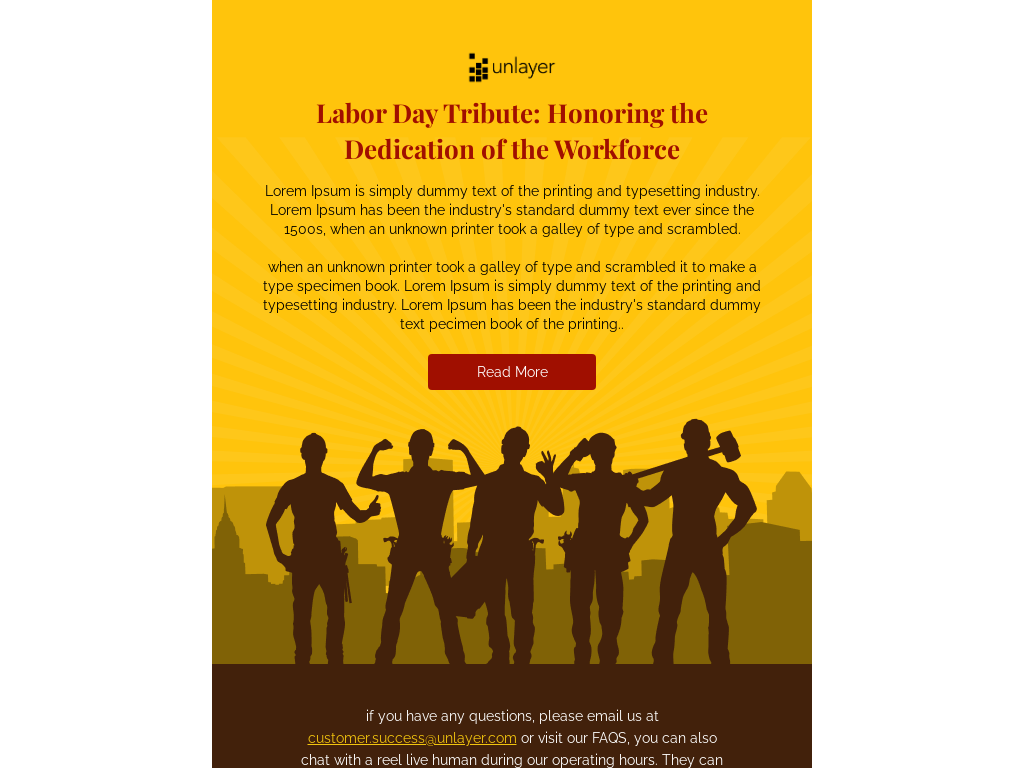 unlayer
Labor Day Tribute: Honoring the
Dedication of the Workforce
Lorem Ipsum is simply dummy text of the printing and typesetting industry.
Lorem Ipsum has been the industry's standard dummy text ever since the
1500s, when an unknown printer took a galley of type and scrambled.
when an unknown printer took a galley of type and scrambled it to make a
type specimen book. Lorem Ipsum is simply dummy text of the printing and
typesetting industry. Lorem Ipsum has been the industry's standard dummy
text pecimen book of the printing..
Read More
if you have any questions, please email us at
customer.success@unlayer.com or visit our FAQS, you can also
chat with a reel live human during our operating hours. They can